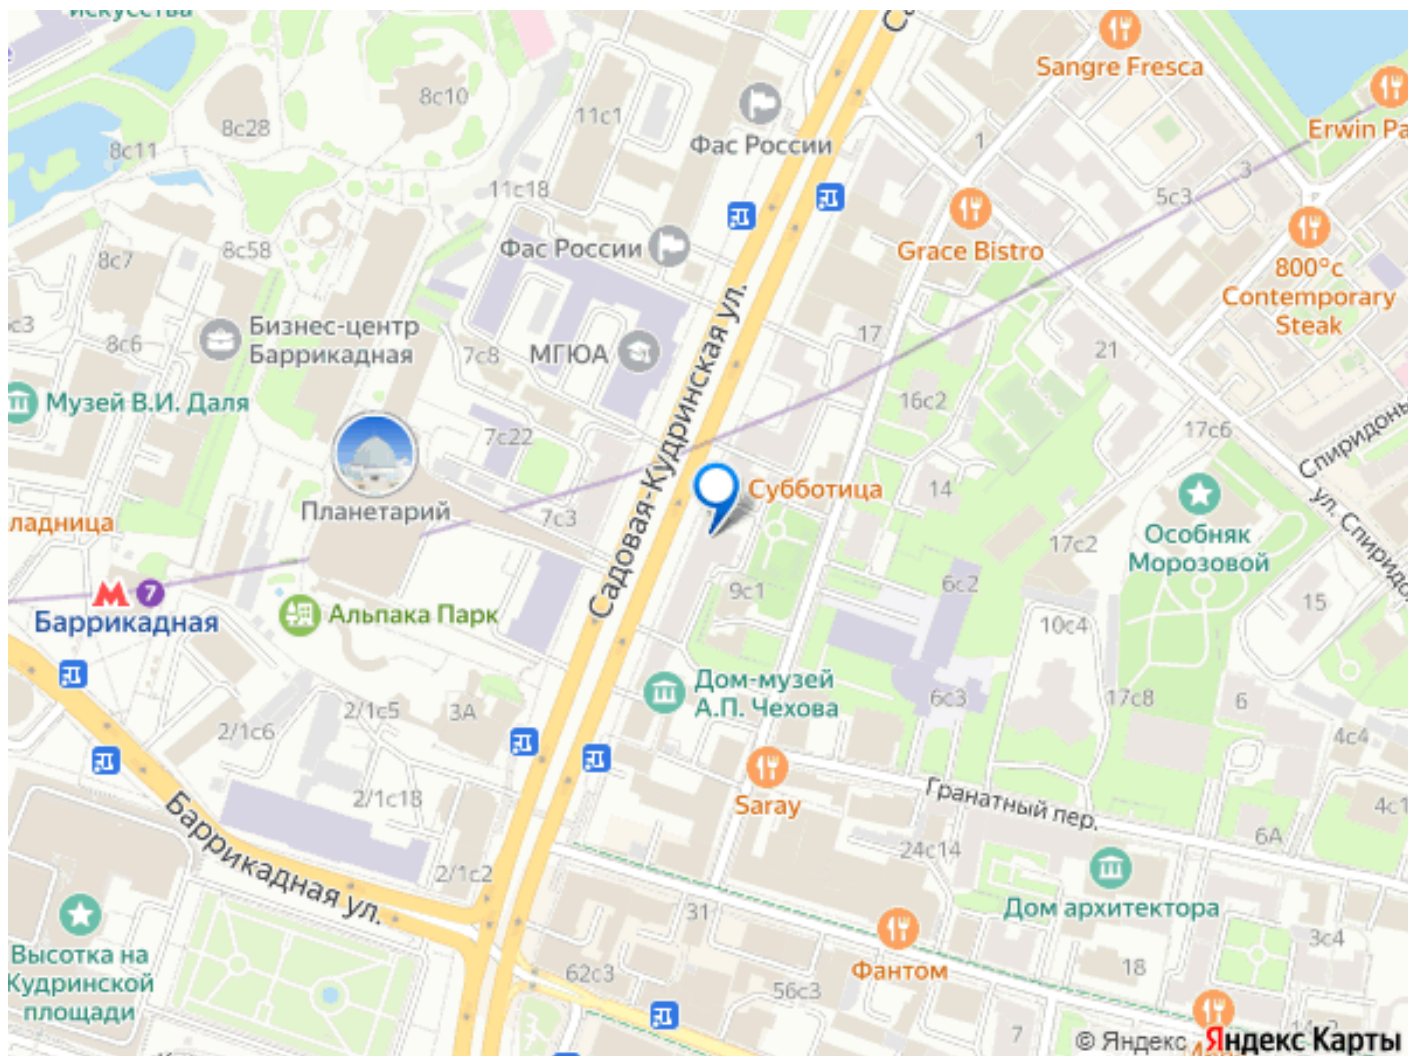 искусства
Sangre Fresca
8с10
8с28
11с1
Erwin Pa
Фас России
1
8с11
3
11с18
5с3
Фас России
Grace Bistro
8с58
8с7
800°c
Contemporary
Steak
Бизнес-центр
Баррикадная
8с6
17
7с8
МГЮА
21
Музей В.И. Даля
16с2
Садовая-Кудринская ул.
7с22
17с6
Спиридонь
Планетарий
7с3
Субботица
14
ул. Спиридо
ладница
Особняк
Морозовой
17с2
7
Баррикадная
Альпака Парк
9с1
6с2
15
10с4
Дом-музей
А.П. Чехова
6с3
17с8
6
2/1с5
3А
2/1с6
4с4
2/1с18
Saray
Гранатный пер.
4с1
6А
Баррикадная ул.
24с14
2/1с2
31
Дом архитектора
Высотка на
Кудринской
площади
Фантом
62с3
56с3
18
3с4
7
© Яндекс Яндекс Карты